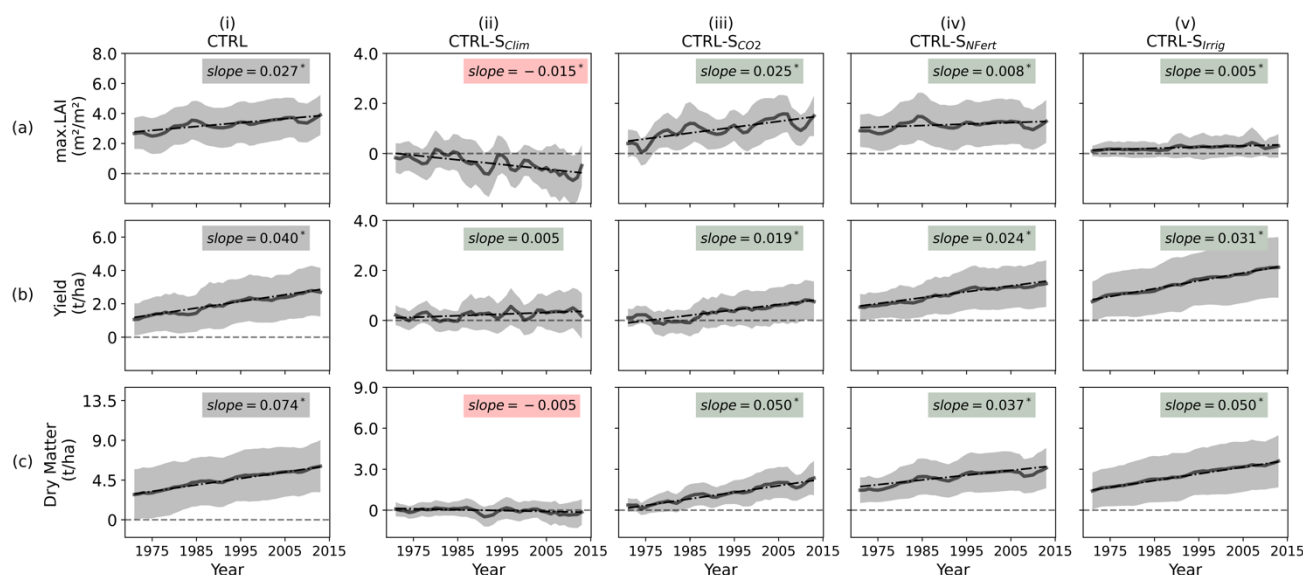 (i) (ii) (iii) (iv) (v)
CTRL CTRL-S_Clim CTRL-S_CO2 CTRL-S_NFert CTRL-S_Irrig
(a)
max.LAI
(m²/m²)
8.0
6.0
4.0
2.0
0
4.0
2.0
0
slope = 0.027*
slope = − 0.015*
slope = 0.025*
slope = 0.008*
slope = 0.005*
(b)
Yield
(t/ha)
6.0
4.0
2.0
0
4.0
2.0
0
slope = 0.040*
slope = 0.005
slope = 0.019*
slope = 0.024*
slope = 0.031*
(c)
Dry Matter
(t/ha)
13.5
9.0
4.5
0
9.0
6.0
3.0
0
slope = 0.074*
slope = − 0.005
slope = 0.050*
slope = 0.037*
slope = 0.050*
1975 1985 1995 2005 2015
1975 1985 1995 2005 2015
1975 1985 1995 2005 2015
1975 1985 1995 2005 2015
1975 1985 1995 2005 2015
Year Year Year Year Year